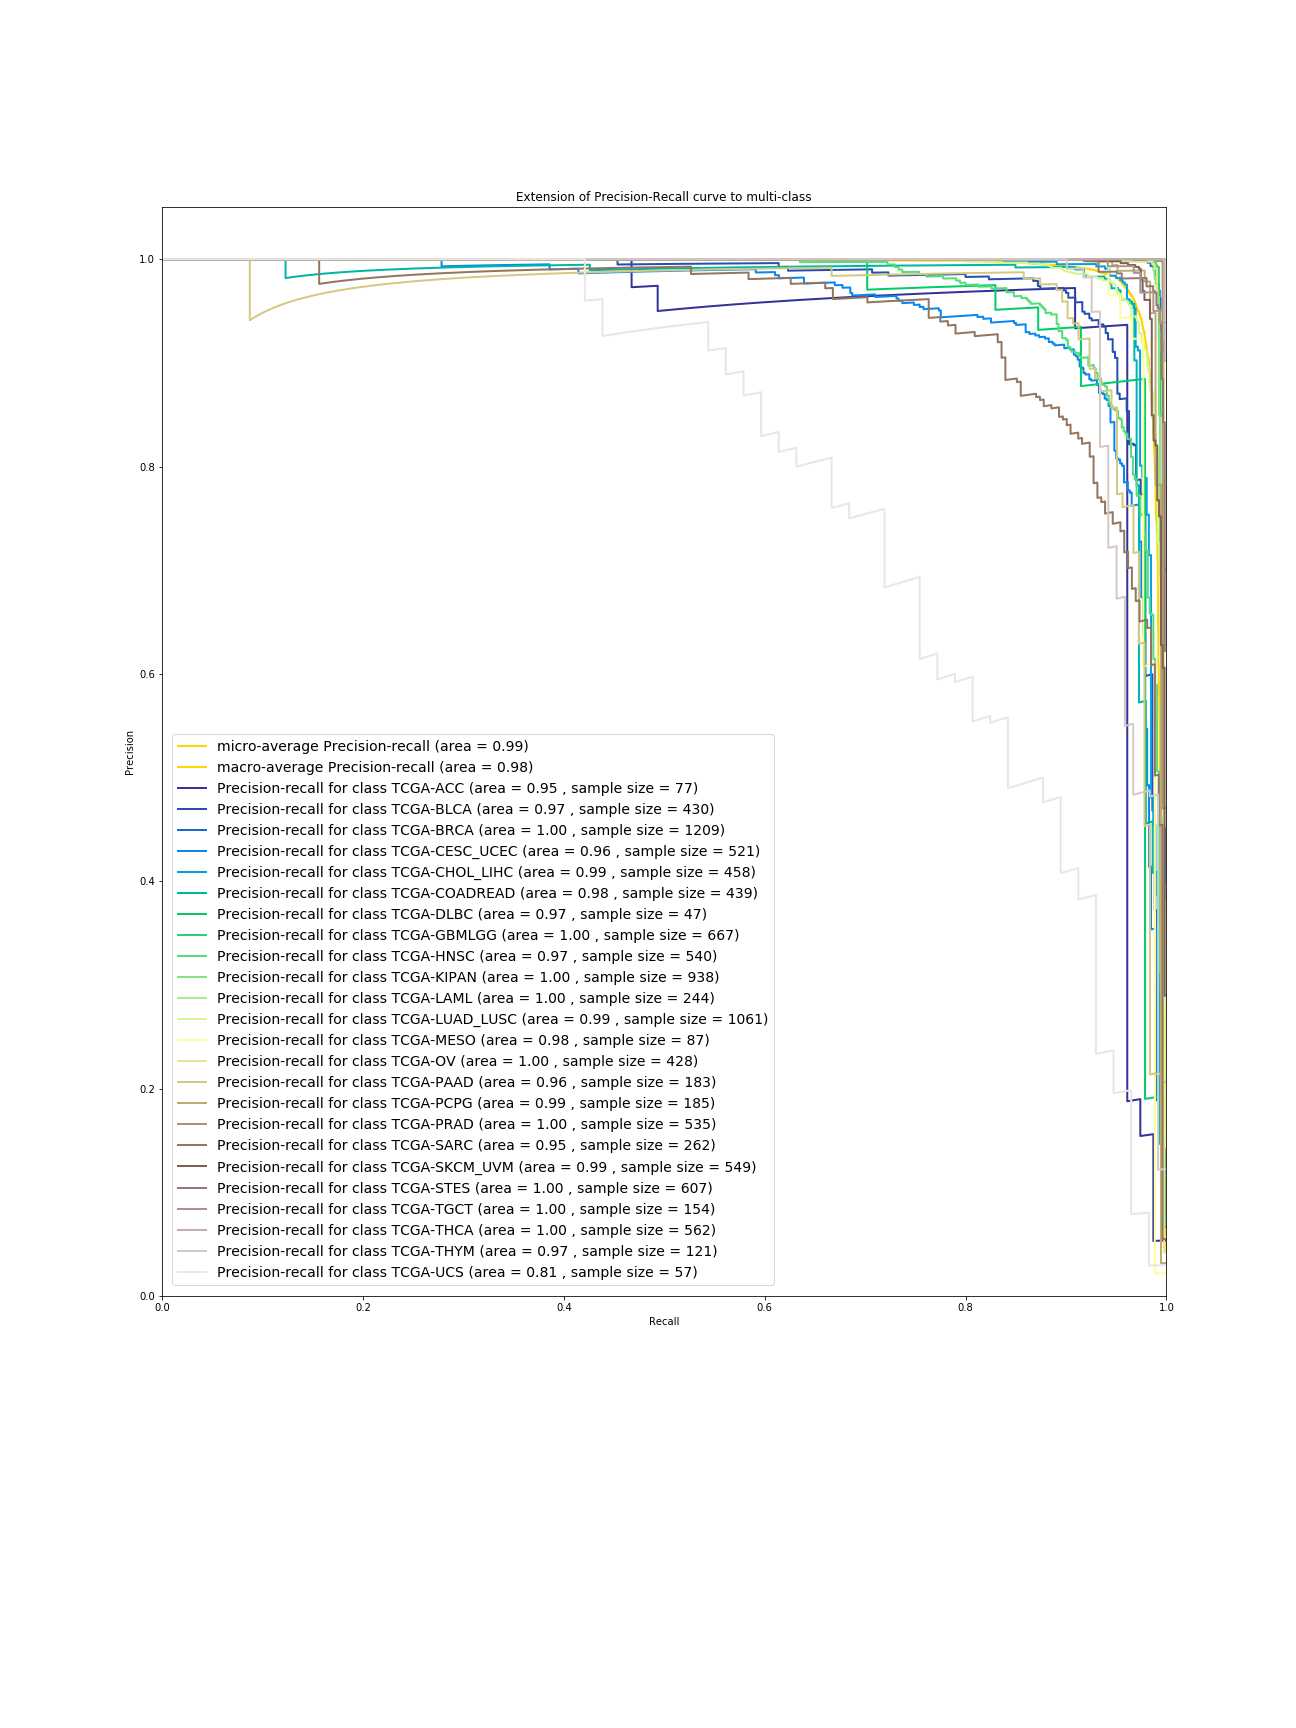 Extension of Precision-Recall curve to multi-class
1.0
0.8
0.6
0.4
0.2
0.0
Precision
micro-average Precision-recall (area = 0.99)
macro-average Precision-recall (area = 0.98)
Precision-recall for class TCGA-ACC (area = 0.95 , sample size = 77)
Precision-recall for class TCGA-BLCA (area = 0.97 , sample size = 430)
Precision-recall for class TCGA-BRCA (area = 1.00 , sample size = 1209)
Precision-recall for class TCGA-CESC_UCEC (area = 0.96 , sample size = 521)
Precision-recall for class TCGA-CHOL_LIHC (area = 0.99 , sample size = 458)
Precision-recall for class TCGA-COADREAD (area = 0.98 , sample size = 439)
Precision-recall for class TCGA-DLBC (area = 0.97 , sample size = 47)
Precision-recall for class TCGA-GBMLGG (area = 1.00 , sample size = 667)
Precision-recall for class TCGA-HNSC (area = 0.97 , sample size = 540)
Precision-recall for class TCGA-KIPAN (area = 1.00 , sample size = 938)
Precision-recall for class TCGA-LAML (area = 1.00 , sample size = 244)
Precision-recall for class TCGA-LUAD_LUSC (area = 0.99 , sample size = 1061)
Precision-recall for class TCGA-MESO (area = 0.98 , sample size = 87)
Precision-recall for class TCGA-OV (area = 1.00 , sample size = 428)
Precision-recall for class TCGA-PAAD (area = 0.96 , sample size = 183)
Precision-recall for class TCGA-PCPG (area = 0.99 , sample size = 185)
Precision-recall for class TCGA-PRAD (area = 1.00 , sample size = 535)
Precision-recall for class TCGA-SARC (area = 0.95 , sample size = 262)
Precision-recall for class TCGA-SKCM_UVM (area = 0.99 , sample size = 549)
Precision-recall for class TCGA-STES (area = 1.00 , sample size = 607)
Precision-recall for class TCGA-TGCT (area = 1.00 , sample size = 154)
Precision-recall for class TCGA-THCA (area = 1.00 , sample size = 562)
Precision-recall for class TCGA-THYM (area = 0.97 , sample size = 121)
Precision-recall for class TCGA-UCS (area = 0.81 , sample size = 57)
0.0 0.2 0.4 0.6 0.8 1.0
Recall